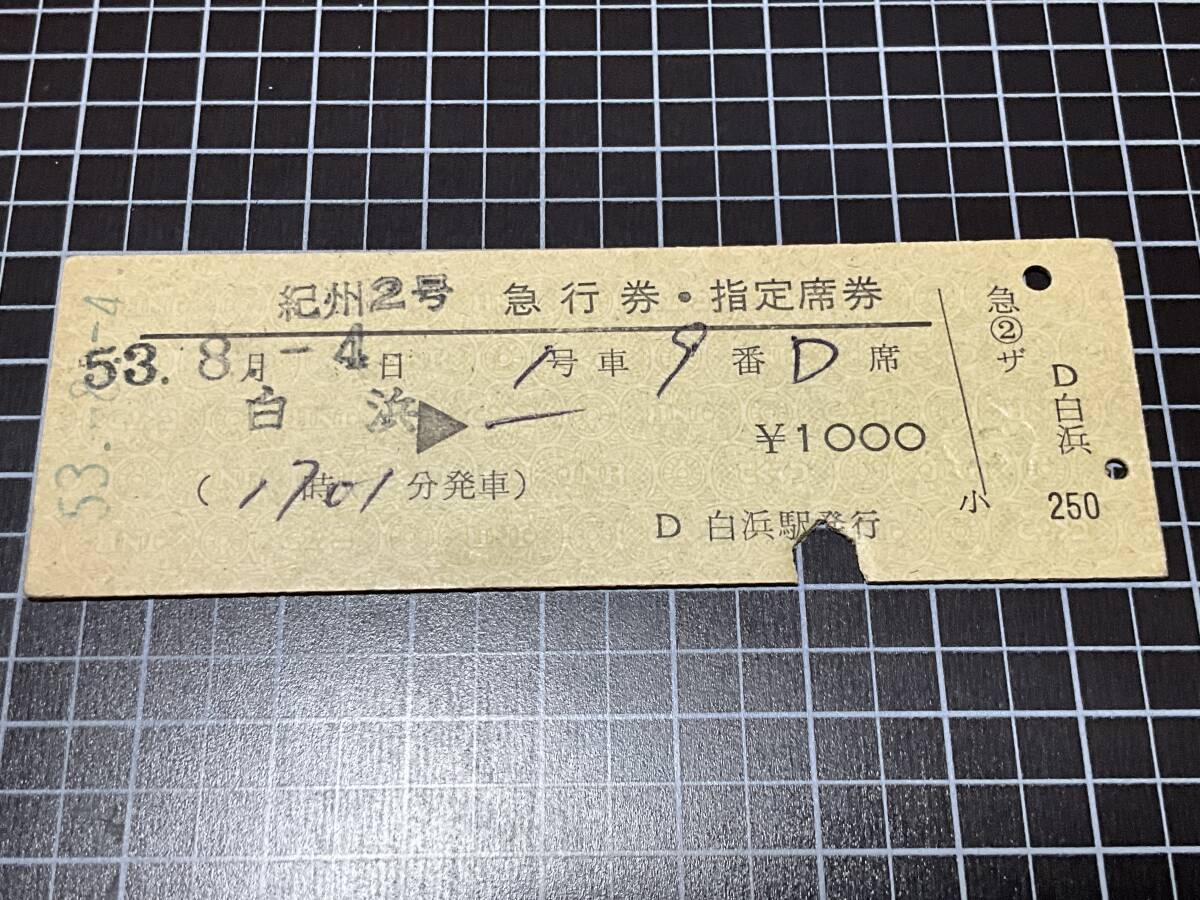 紀州2号 急行券・指定席券
53. 8月-4日 1号車 9番D席
白浜▶ー
¥1000
(17時01分発車)
D 白浜駅発行
急②ザ
小
D白浜
250
53.-8.-4